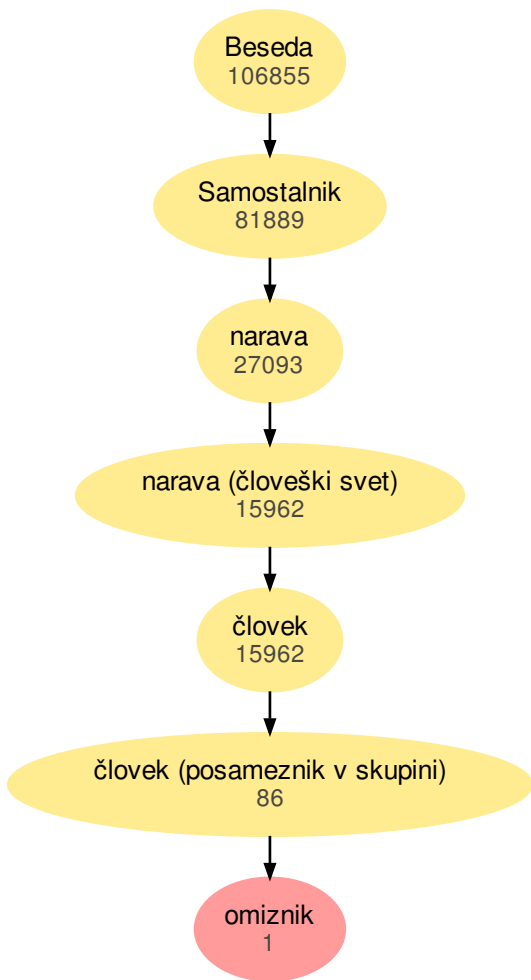 Beseda
106855
Samostalnik
81889
narava
27093
narava (človeški svet)
15962
človek
15962
človek (posameznik v skupini)
86
omiznik
1